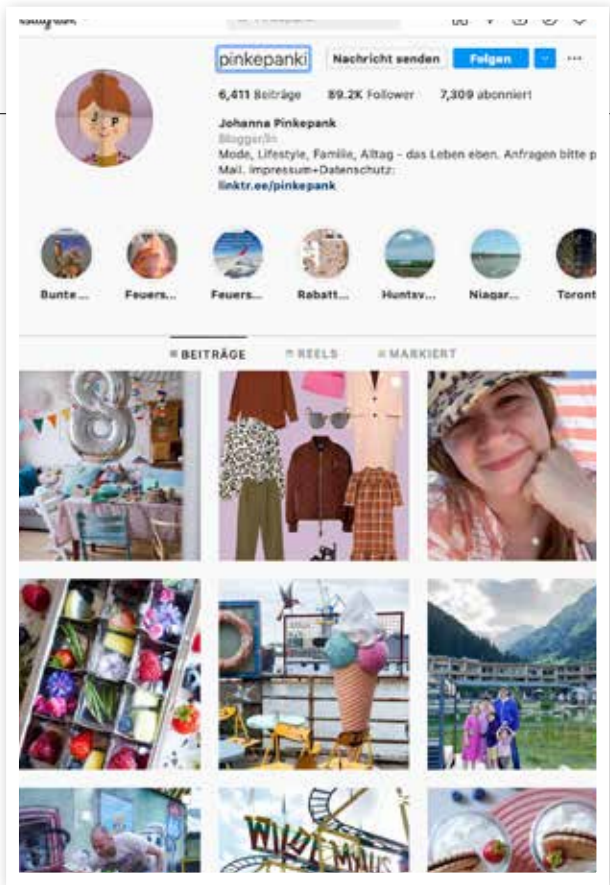 pinkepanki Nachricht senden Folgen
6,411 Beiträge 89.2K Follower 7,309 abonniert
Johanna Pinkepank
Blogger/in
Mode, Lifestyle, Familie, Alltag – das Leben eben. Anfragen bitte p
Mail. Impressum+Datenschutz:
linktr.ee/pinkepank
Bunte... Feuers... Feuers... Rabatt... Huntsv... Niagar... Toront
BEITRÄGE REELS MARKIERT
J P
8
WILDE MAUS